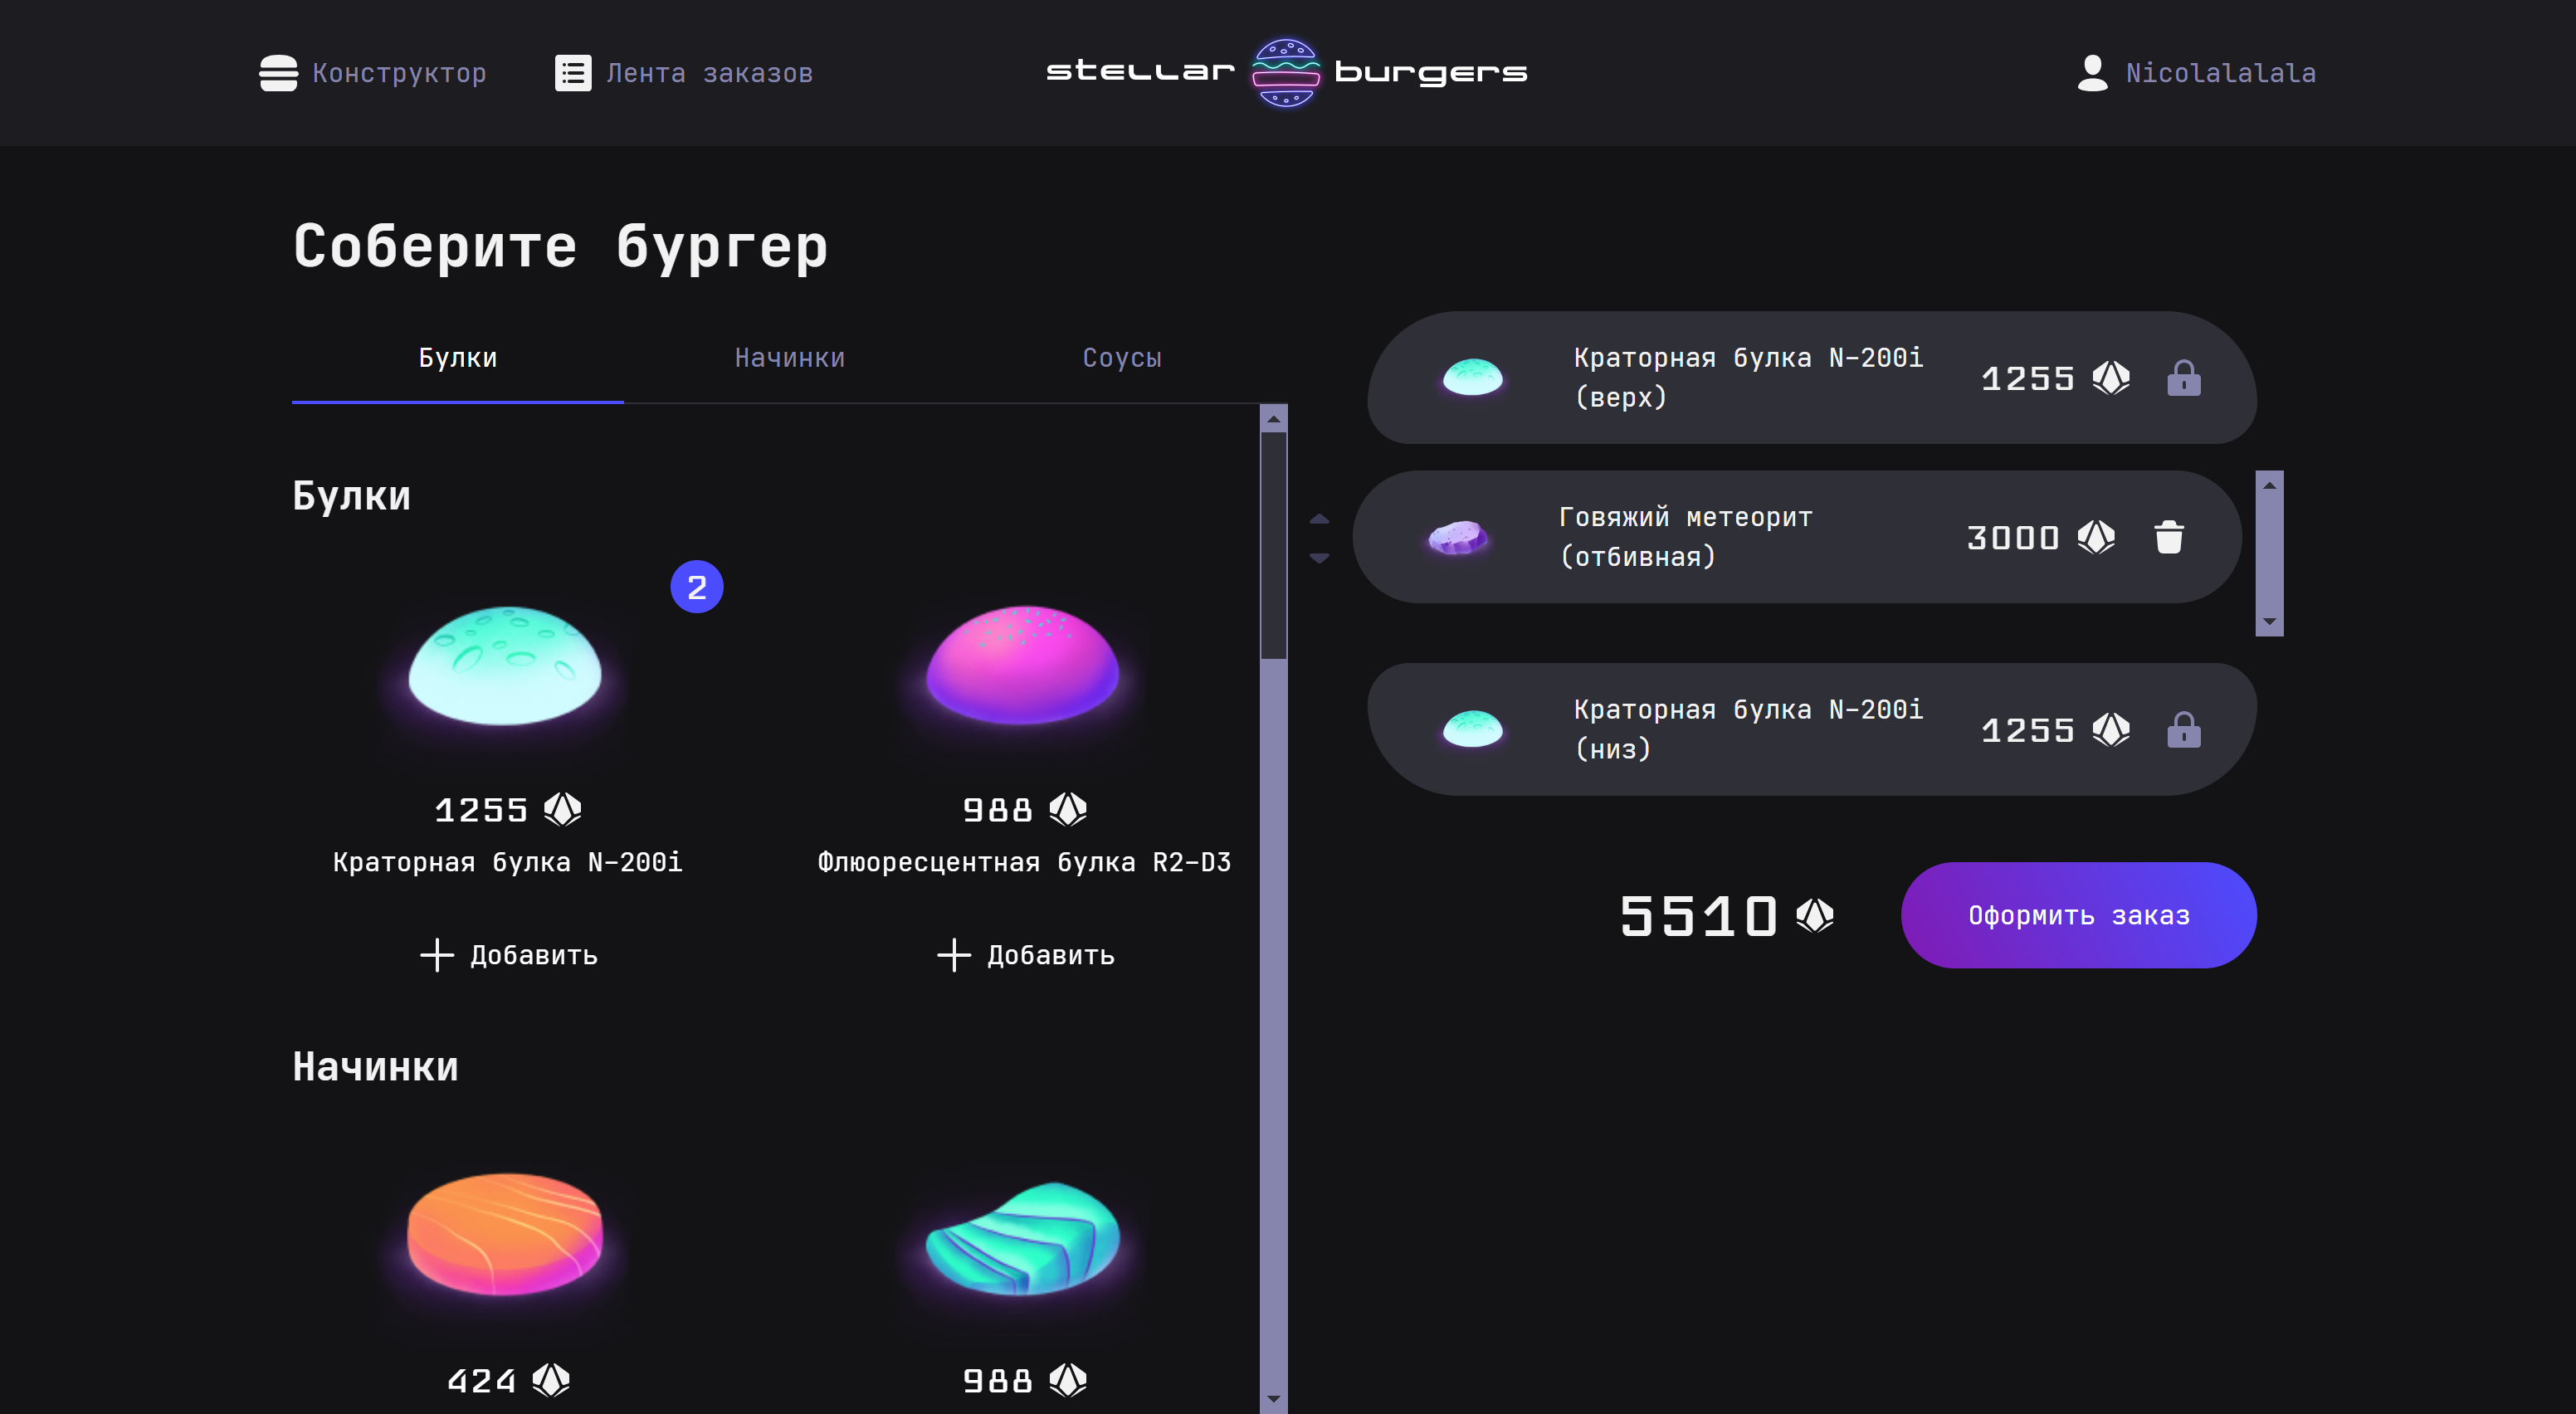 Конструктор
Лента заказов
stellar burgers
Nicolalalala
Соберите бургер
Булки
Начинки
Соусы
Булки
2
1255
Краторная булка N-200i
Добавить
988
Флюоресцентная булка R2-D3
Добавить
Начинки
424
988
Краторная булка N-200i
(верх)
1255
Говяжий метеорит
(отбивная)
3000
Краторная булка N-200i
(низ)
1255
5510
Оформить заказ